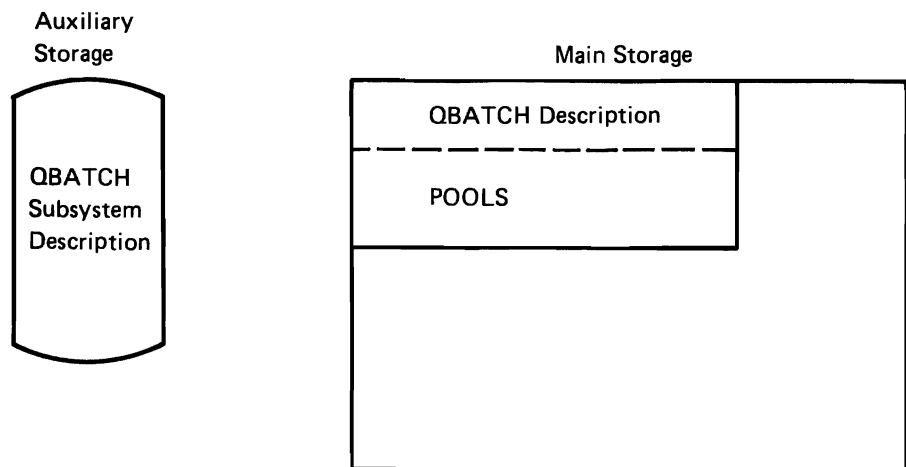 Auxiliary
Storage
Main Storage
QBATCH Description
POOLS
QBATCH
Subsystem
Description